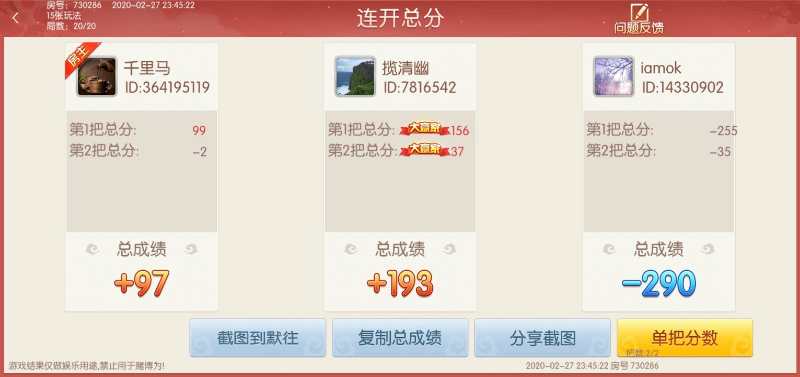 房号：730286 2020-02-27 23:45:22
15张玩法
局数：20/20
连开总分
问题反馈
房主
千里马
ID:364195119
第1把总分: 99
第2把总分: -2
总成绩
+97
揽清幽
ID:7816542
第1把总分: 大赢家 156
第2把总分: 大赢家 37
总成绩
+193
iamok
ID:14330902
第1把总分: -255
第2把总分: -35
总成绩
-290
截图到默往
复制总成绩
分享截图
单把分数
把数:2/2
游戏结果仅做娱乐用途,禁止用于赌博为!
2020-02-27 23:45:22 房号 730286